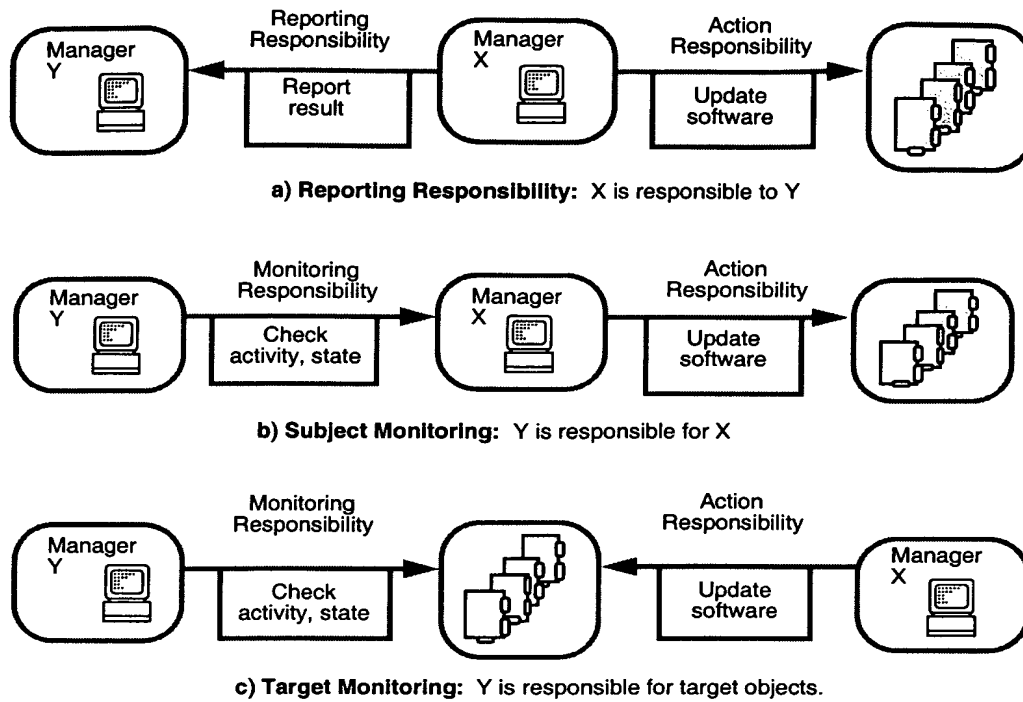 Manager
Y
Reporting
Responsibility
Report
result
Manager
X
Action
Responsibility
Update
software
a) Reporting Responsibility: X is responsible to Y
Manager
Y
Monitoring
Responsibility
Check
activity, state
Manager
X
Action
Responsibility
Update
software
b) Subject Monitoring: Y is responsible for X
Manager
Y
Monitoring
Responsibility
Check
activity, state
Action
Responsibility
Update
software
Manager
X
c) Target Monitoring: Y is responsible for target objects.